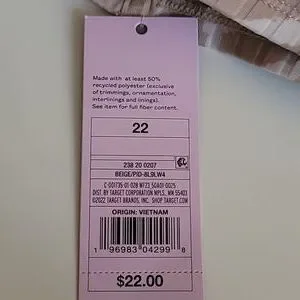 Made with at least 50%
recycled polyester (exclusive
of trimmings, ornamentation,
interlinings and linings).
See item for full fiber content.
22
238 20 0207
BEIGE/PID-8L9LW4
DIST. BY TARGET CORPORATION MPLS., MN 55403
©2022 TARGET BRANDS, INC. SHOP TARGET.COM
ORIGIN: VIETNAM
1 96983 04299 8
$22.00